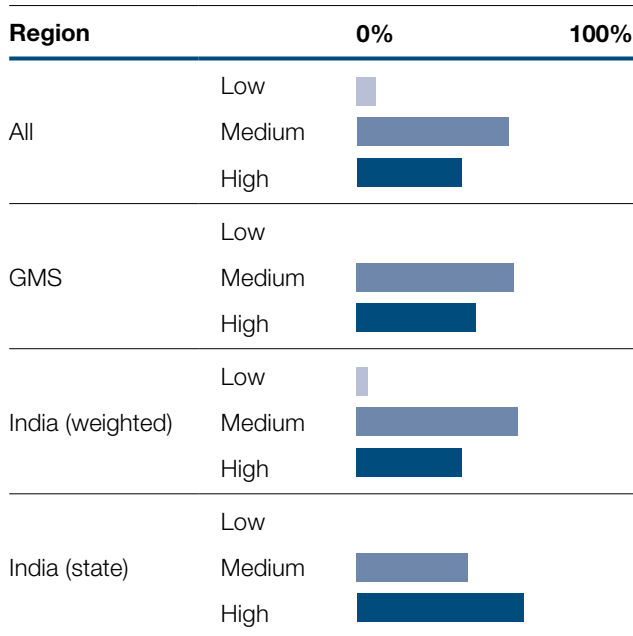 Region 0% 100%
Low
All Medium
High
Low
GMS Medium
High
Low
India (weighted) Medium
High
Low
India (state) Medium
High